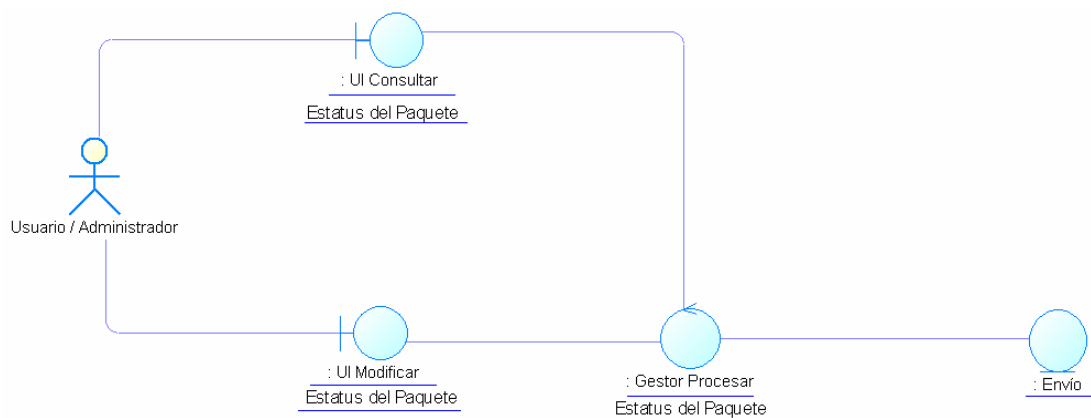 : UI Consultar
Estatus del Paquete
Usuario / Administrador
: UI Modificar
Estatus del Paquete
: Gestor Procesar
Estatus del Paquete
: Envío